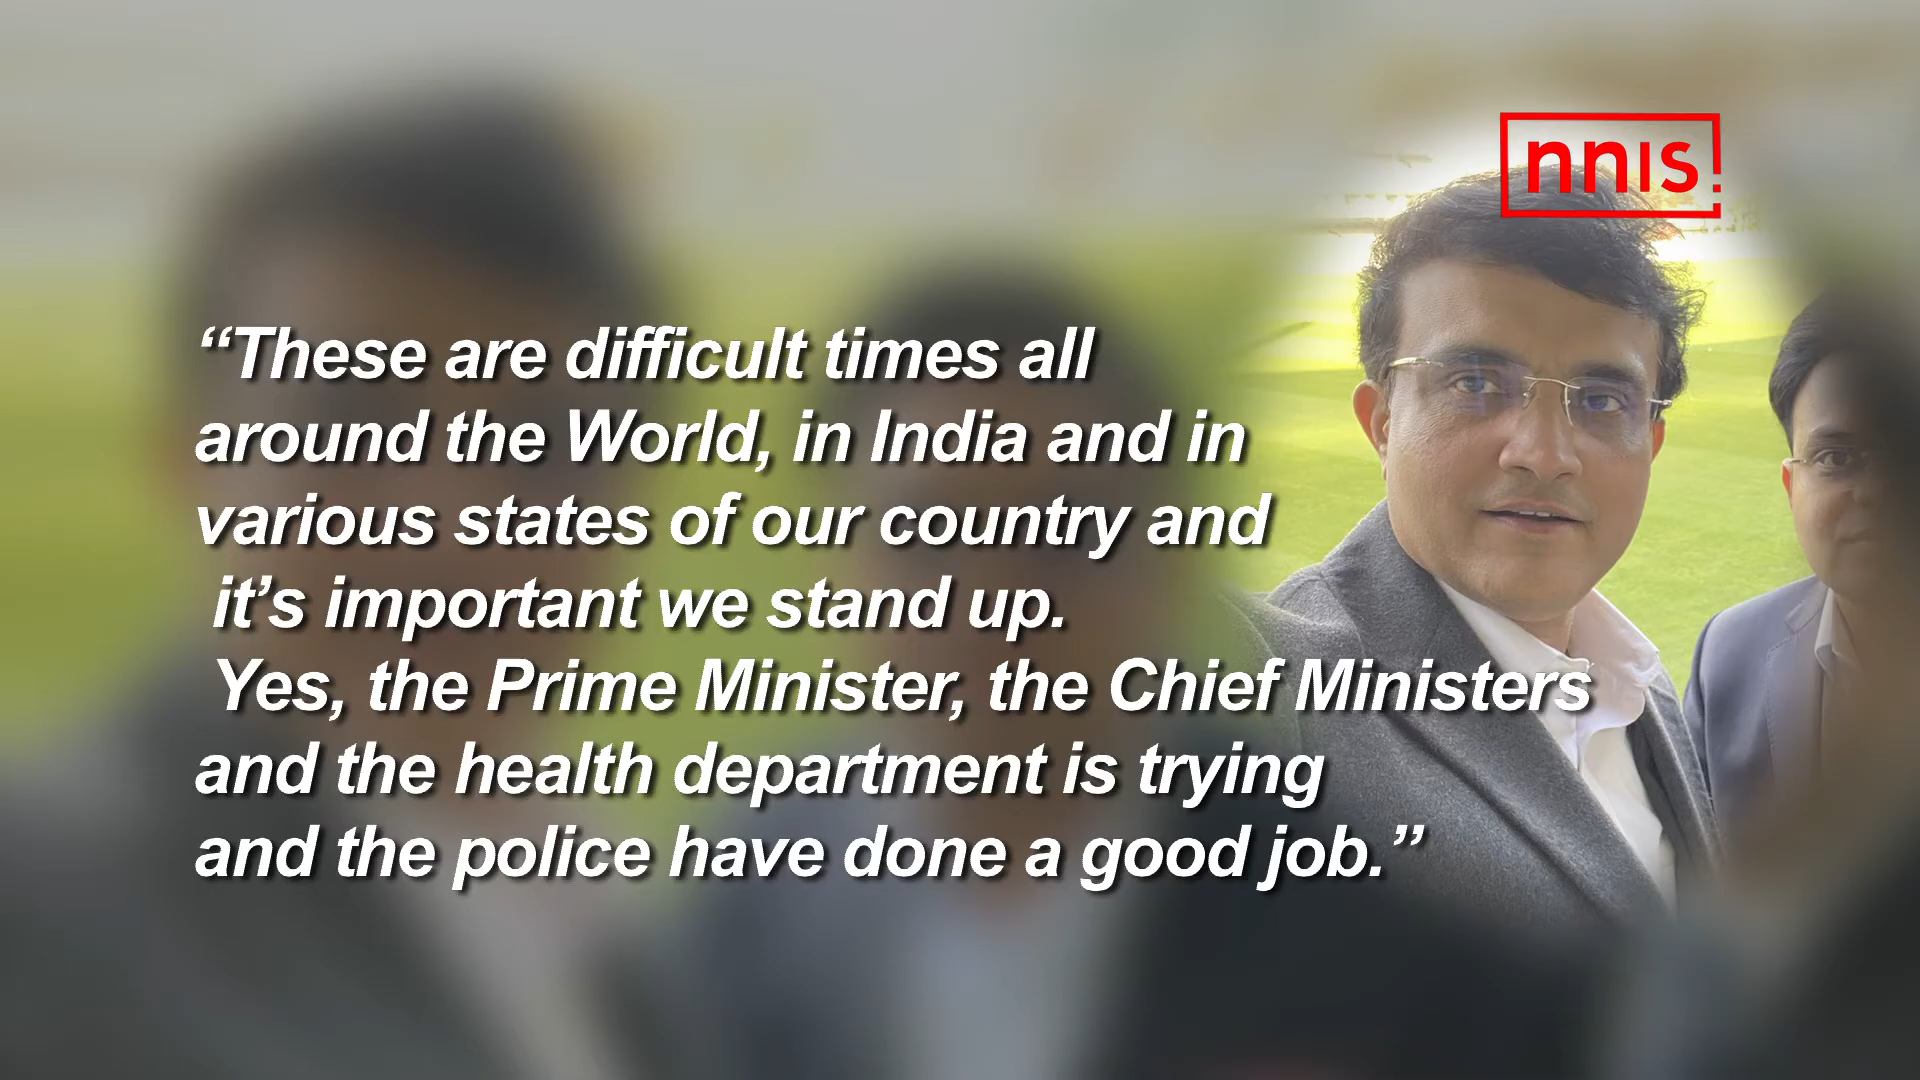 nnis
“These are difficult times all
around the World, in India and in
various states of our country and
it’s important we stand up.
Yes, the Prime Minister, the Chief Ministers
and the health department is trying
and the police have done a good job.”